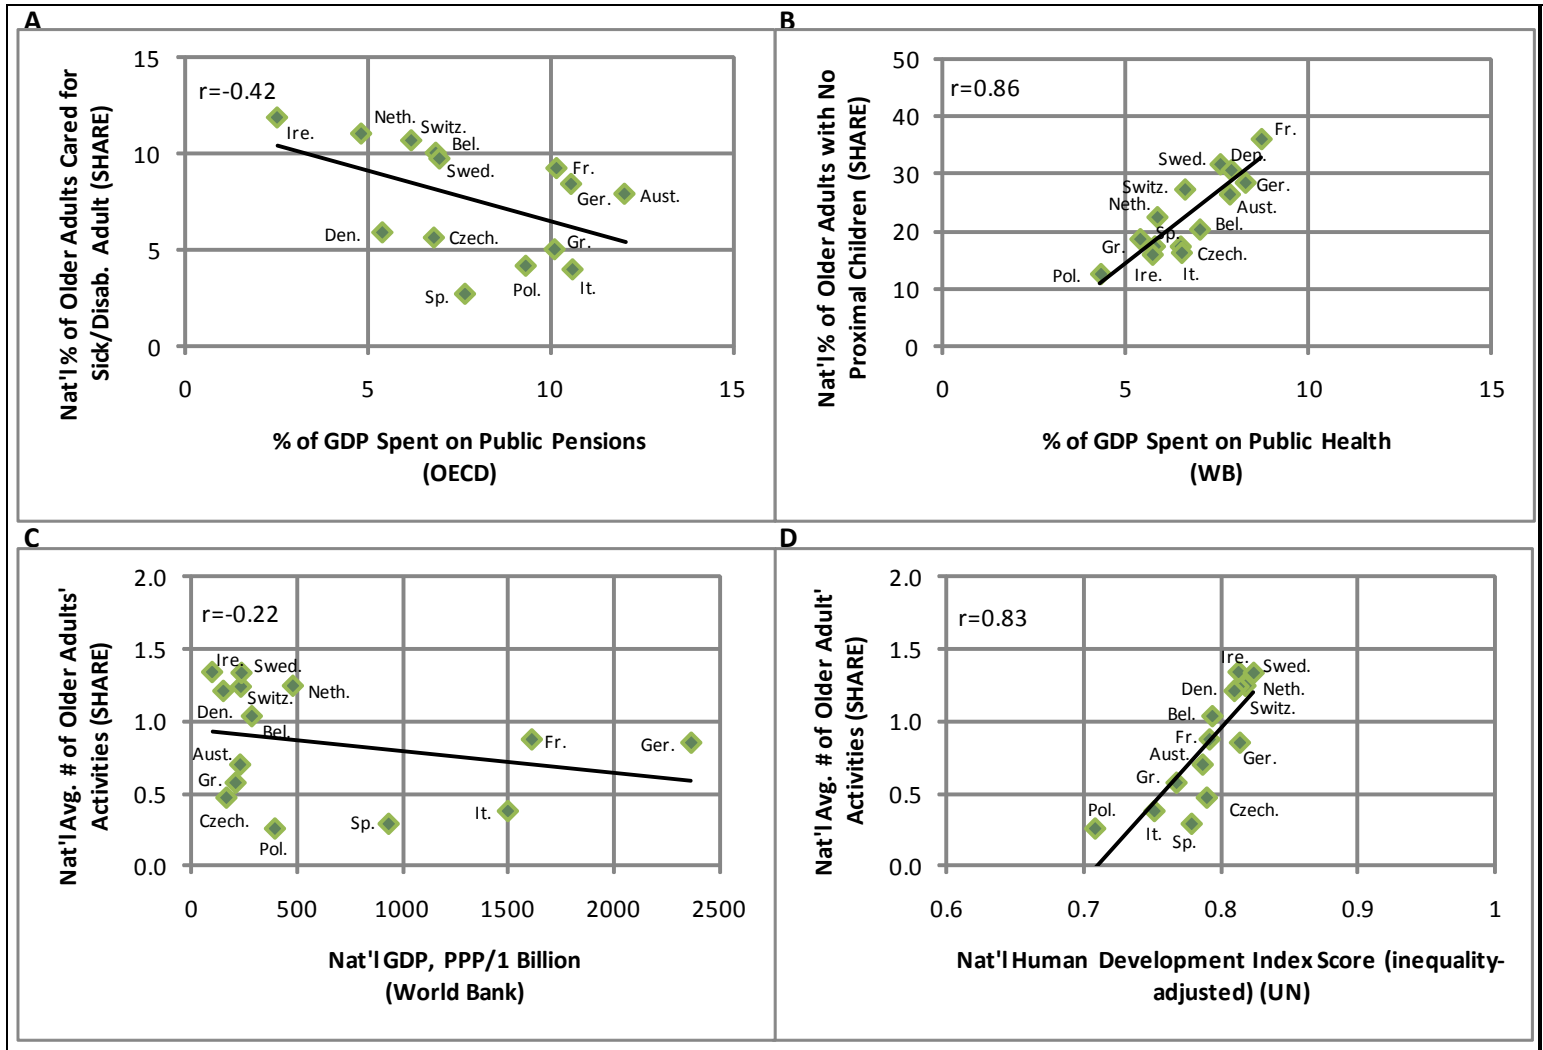 A
B
15
10
5
0
0
5
10
15
r=-0.42
Ire.
Neth.
Switz.
Bel.
Swed.
Fr.
Ger.
Aust.
Den.
Czech.
Gr.
Sp.
Pol.
It.
Nat'l % of Older Adults Cared for
Sick/Disab. Adult (SHARE)
% of GDP Spent on Public Pensions
(OECD)
50
40
30
20
10
0
0
5
10
15
r=0.86
Fr.
Swed.
Den.
Ger.
Switz.
Aust.
Neth.
Bel.
Sp.
Gr.
Czech.
Pol.
Ire.
It.
Nat'l % of Older Adults with No
Proximal Children (SHARE)
% of GDP Spent on Public Health
(WB)
C
D
2.0
1.5
1.0
0.5
0.0
0
500
1000
1500
2000
2500
r=-0.22
Ire.
Swed.
Switz.
Neth.
Den.
Bel.
Fr.
Ger.
Aust.
Gr.
Czech.
Pol.
Sp.
It.
Nat'l Avg. # of Older Adults'
Activities (SHARE)
Nat'l GDP, PPP/1 Billion
(World Bank)
2.0
1.5
1.0
0.5
0.0
0.6
0.7
0.8
0.9
1
r=0.83
Ire.
Swed.
Den.
Neth.
Switz.
Bel.
Fr.
Ger.
Aust.
Gr.
Czech.
Pol.
It.
Sp.
Nat'l Avg. # of Older Adult'
Activities (SHARE)
Nat'l Human Development Index Score (inequality-
adjusted) (UN)